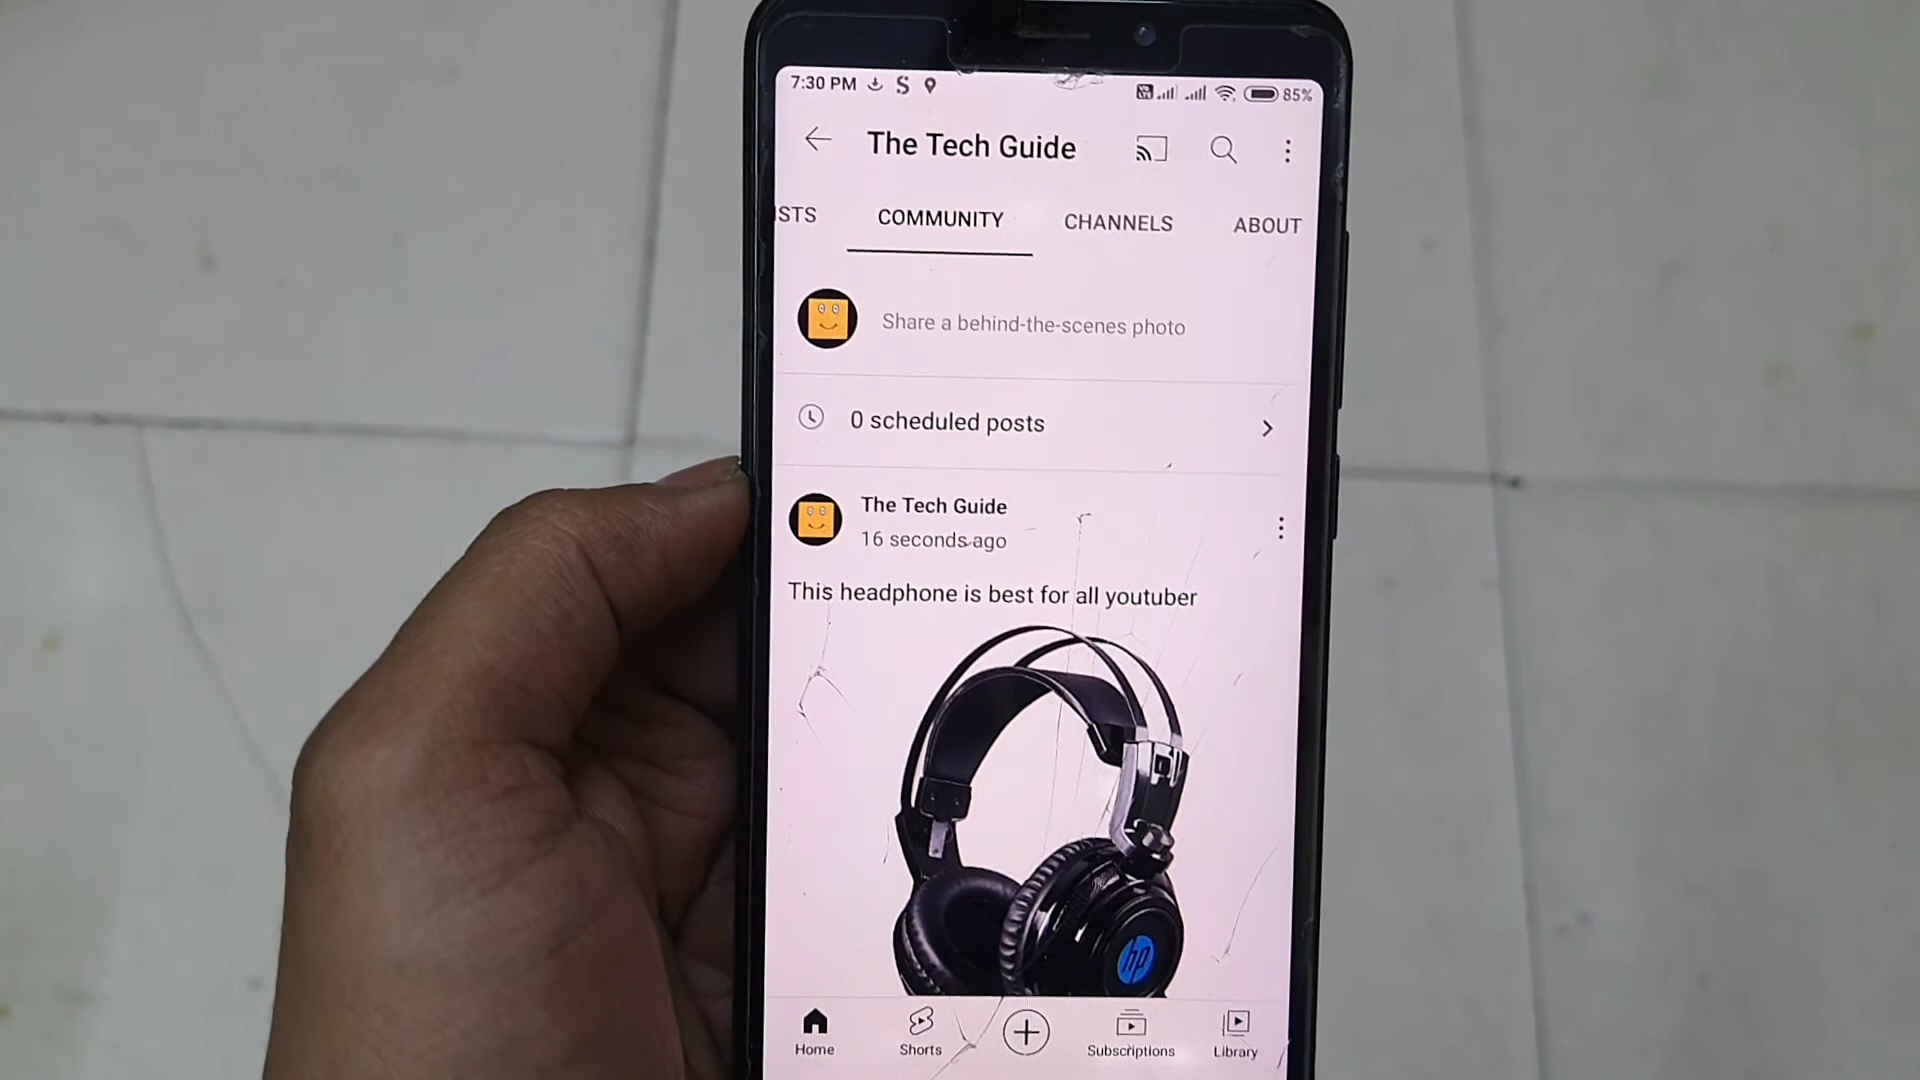 7:30 PM
85%
The Tech Guide
ISTS COMMUNITY CHANNELS ABOUT
Share a behind-the-scenes photo
0 scheduled posts
The Tech Guide
16 seconds ago
This headphone is best for all youtuber
hp
Home Shorts Subscriptions Library